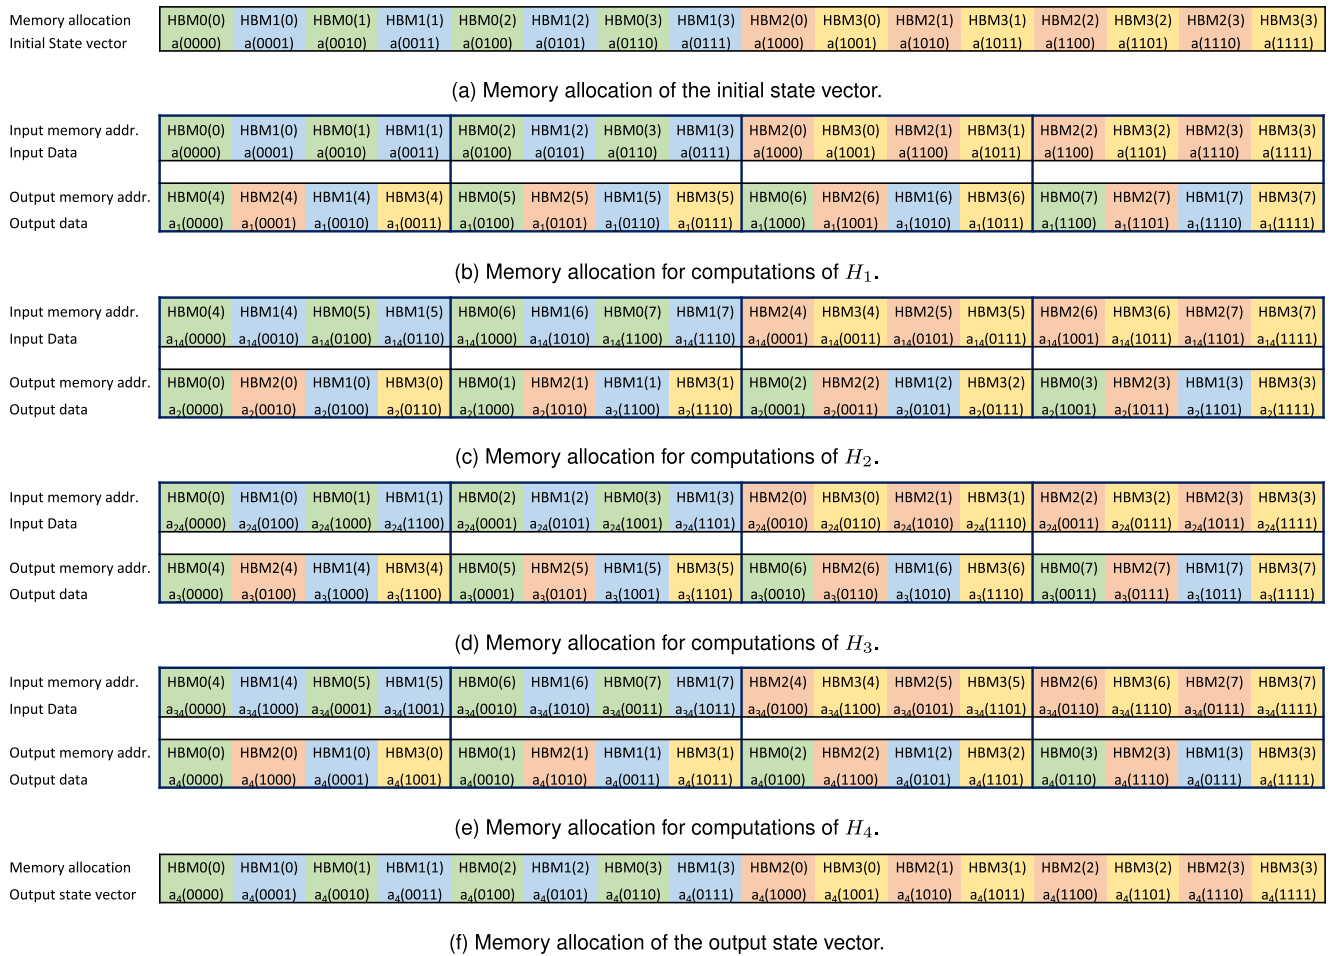 Memory allocation HBM0(0) HBM1(0) HBM0(1) HBM1(1) HBM0(2) HBM1(2) HBM0(3) HBM1(3) HBM2(0) HBM3(0) HBM2(1) HBM3(1) HBM2(2) HBM3(2) HBM2(3) HBM3(3)
Initial State vector a(0000) a(0001) a(0010) a(0011) a(0100) a(0101) a(0110) a(0111) a(1000) a(1001) a(1010) a(1011) a(1100) a(1101) a(1110) a(1111)
(a) Memory allocation of the initial state vector.
Input memory addr. HBM0(0) HBM1(0) HBM0(1) HBM1(1) HBM0(2) HBM1(2) HBM0(3) HBM1(3) HBM2(0) HBM3(0) HBM2(1) HBM3(1) HBM2(2) HBM3(2) HBM2(3) HBM3(3)
Input Data a(0000) a(0001) a(0010) a(0011) a(0100) a(0101) a(0110) a(0111) a(1000) a(1001) a(1100) a(1011) a(1100) a(1101) a(1110) a(1111)
Output memory addr. HBM0(4) HBM2(4) HBM1(4) HBM3(4) HBM0(5) HBM2(5) HBM1(5) HBM3(5) HBM0(6) HBM2(6) HBM1(6) HBM3(6) HBM0(7) HBM2(7) HBM1(7) HBM3(7)
Output data a₁(0000) a₁(0001) a₁(0010) a₁(0011) a₁(0100) a₁(0101) a₁(0110) a₁(0111) a₁(1000) a₁(1001) a₁(1010) a₁(1011) a₁(1100) a₁(1101) a₁(1110) a₁(1111)
(b) Memory allocation for computations of H₁.
Input memory addr. HBM0(4) HBM1(4) HBM0(5) HBM1(5) HBM0(6) HBM1(6) HBM0(7) HBM1(7) HBM2(4) HBM3(4) HBM2(5) HBM3(5) HBM2(6) HBM3(6) HBM2(7) HBM3(7)
Input Data a₁₄(0000) a₁₄(0010) a₁₄(0100) a₁₄(0110) a₁₄(1000) a₁₄(1010) a₁₄(1100) a₁₄(1110) a₁₄(0001) a₁₄(0011) a₁₄(0101) a₁₄(0111) a₁₄(1001) a₁₄(1011) a₁₄(1101) a₁₄(1111)
Output memory addr. HBM0(0) HBM2(0) HBM1(0) HBM3(0) HBM0(1) HBM2(1) HBM1(1) HBM3(1) HBM0(2) HBM2(2) HBM1(2) HBM3(2) HBM0(3) HBM2(3) HBM1(3) HBM3(3)
Output data a₂(0000) a₂(0010) a₂(0100) a₂(0110) a₂(1000) a₂(1010) a₂(1100) a₂(1110) a₂(0001) a₂(0011) a₂(0101) a₂(0111) a₂(1001) a₂(1011) a₂(1101) a₂(1111)
(c) Memory allocation for computations of H₂.
Input memory addr. HBM0(0) HBM1(0) HBM0(1) HBM1(1) HBM0(2) HBM1(2) HBM0(3) HBM1(3) HBM2(0) HBM3(0) HBM2(1) HBM3(1) HBM2(2) HBM3(2) HBM2(3) HBM3(3)
Input Data a₂₄(0000) a₂₄(0100) a₂₄(1000) a₂₄(1100) a₂₄(0001) a₂₄(0101) a₂₄(1001) a₂₄(1101) a₂₄(0010) a₂₄(0110) a₂₄(1010) a₂₄(1110) a₂₄(0011) a₂₄(0111) a₂₄(1011) a₂₄(1111)
Output memory addr. HBM0(4) HBM2(4) HBM1(4) HBM3(4) HBM0(5) HBM2(5) HBM1(5) HBM3(5) HBM0(6) HBM2(6) HBM1(6) HBM3(6) HBM0(7) HBM2(7) HBM1(7) HBM3(7)
Output data a₃(0000) a₃(0100) a₃(1000) a₃(1100) a₃(0001) a₃(0101) a₃(1001) a₃(1101) a₃(0010) a₃(0110) a₃(1010) a₃(1110) a₃(0011) a₃(0111) a₃(1011) a₃(1111)
(d) Memory allocation for computations of H₃.
Input memory addr. HBM0(4) HBM1(4) HBM0(5) HBM1(5) HBM0(6) HBM1(6) HBM0(7) HBM1(7) HBM2(4) HBM3(4) HBM2(5) HBM3(5) HBM2(6) HBM3(6) HBM2(7) HBM3(7)
Input Data a₃₄(0000) a₃₄(1000) a₃₄(0001) a₃₄(1001) a₃₄(0010) a₃₄(1010) a₃₄(0011) a₃₄(1011) a₃₄(0100) a₃₄(1100) a₃₄(0101) a₃₄(1101) a₃₄(0110) a₃₄(1110) a₃₄(0111) a₃₄(1111)
Output memory addr. HBM0(0) HBM2(0) HBM1(0) HBM3(0) HBM0(1) HBM2(1) HBM1(1) HBM3(1) HBM0(2) HBM2(2) HBM1(2) HBM3(2) HBM0(3) HBM2(3) HBM1(3) HBM3(3)
Output data a₄(0000) a₄(1000) a₄(0001) a₄(1001) a₄(0010) a₄(1010) a₄(0011) a₄(1011) a₄(0100) a₄(1100) a₄(0101) a₄(1101) a₄(0110) a₄(1110) a₄(0111) a₄(1111)
(e) Memory allocation for computations of H₄.
Memory allocation HBM0(0) HBM1(0) HBM0(1) HBM1(1) HBM0(2) HBM1(2) HBM0(3) HBM1(3) HBM2(0) HBM3(0) HBM2(1) HBM3(1) HBM2(2) HBM3(2) HBM2(3) HBM3(3)
Output state vector a₄(0000) a₄(0001) a₄(0010) a₄(0011) a₄(0100) a₄(0101) a₄(0110) a₄(0111) a₄(1000) a₄(1001) a₄(1010) a₄(1011) a₄(1100) a₄(1101) a₄(1110) a₄(1111)
(f) Memory allocation of the output state vector.